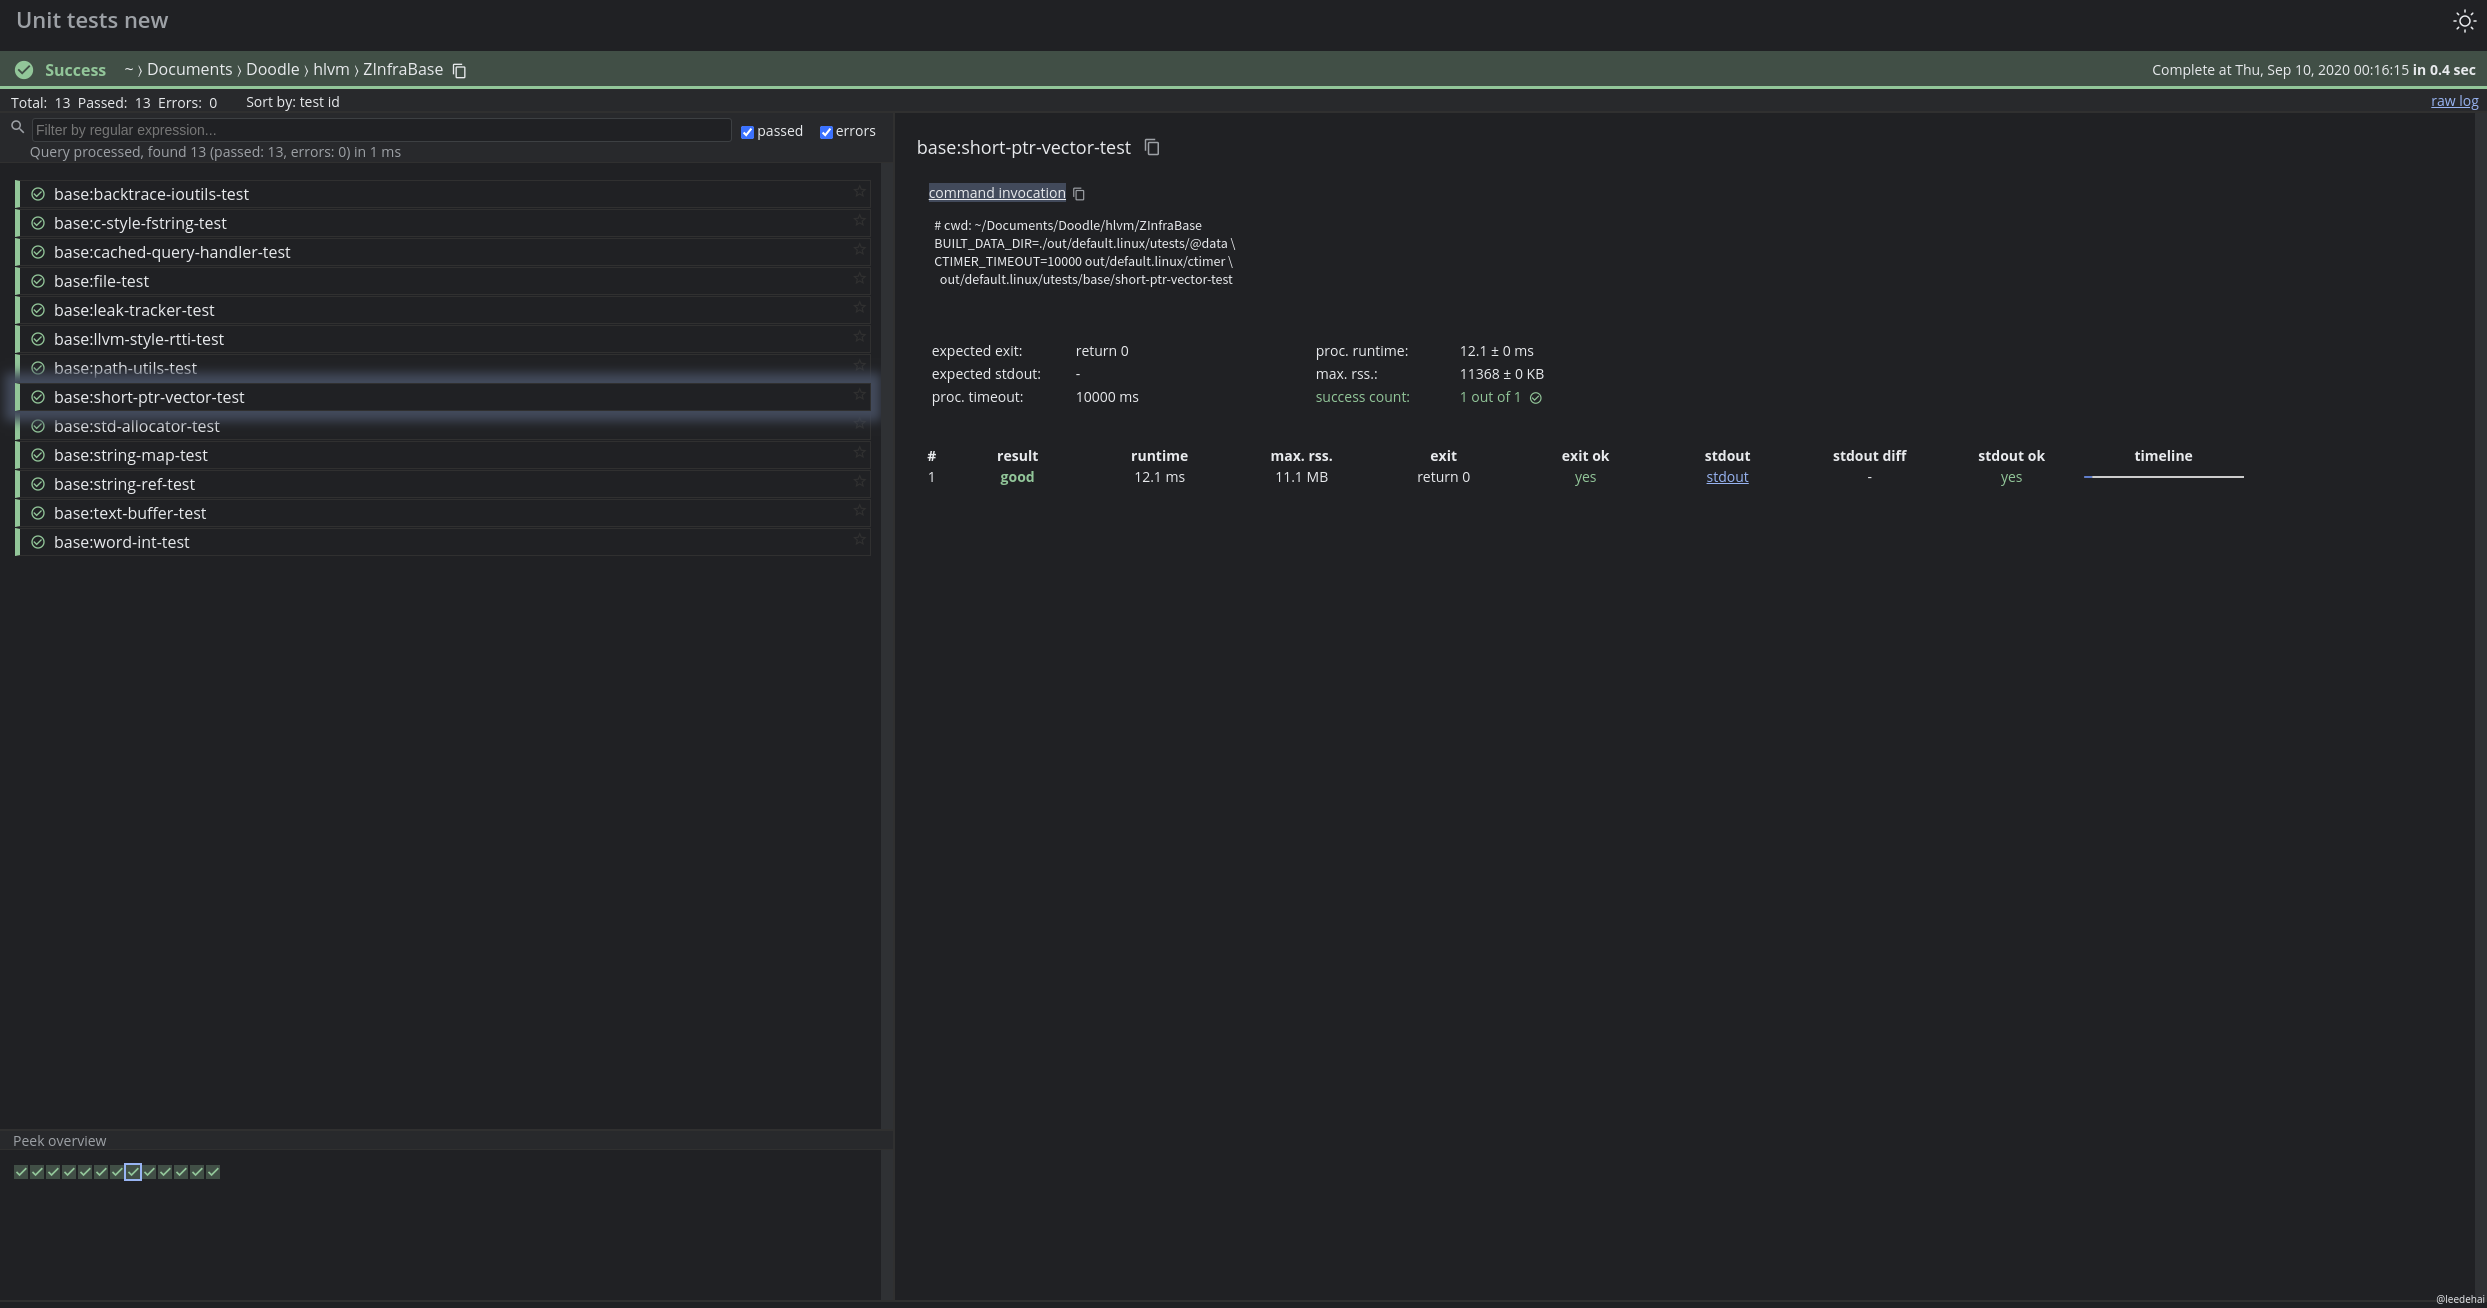 Unit tests new
Success ~ › Documents › Doodle › hlvm › ZInfraBase
Complete at Thu, Sep 10, 2020 00:16:15 in 0.4 sec
Total: 13 Passed: 13 Errors: 0 Sort by: test id
raw log
Filter by regular expression...
passed errors
Query processed, found 13 (passed: 13, errors: 0) in 1 ms
base:backtrace-ioutils-test
base:c-style-fstring-test
base:cached-query-handler-test
base:file-test
base:leak-tracker-test
base:llvm-style-rtti-test
base:path-utils-test
base:short-ptr-vector-test
base:std-allocator-test
base:string-map-test
base:string-ref-test
base:text-buffer-test
base:word-int-test
Peek overview
base:short-ptr-vector-test
command invocation
# cwd: ~/Documents/Doodle/hlvm/ZInfraBase
BUILT_DATA_DIR=./out/default.linux/utests/@data \
CTIMER_TIMEOUT=10000 out/default.linux/ctimer \
out/default.linux/utests/base/short-ptr-vector-test
expected exit: return 0 proc. runtime: 12.1 ± 0 ms
expected stdout: - max. rss.: 11368 ± 0 KB
proc. timeout: 10000 ms success count: 1 out of 1
# result runtime max. rss. exit exit ok stdout stdout diff stdout ok timeline
1 good 12.1 ms 11.1 MB return 0 yes stdout - yes
@leedehai